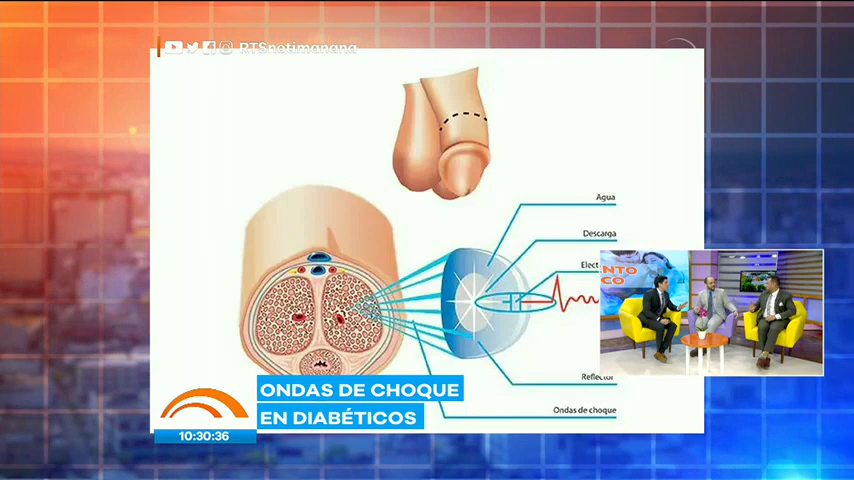 RTSnotimanana
Agua
Descarga
Elect
NTO
CO
Reflector
Ondas de choque
ONDAS DE CHOQUE
EN DIABÉTICOS
10:30:36